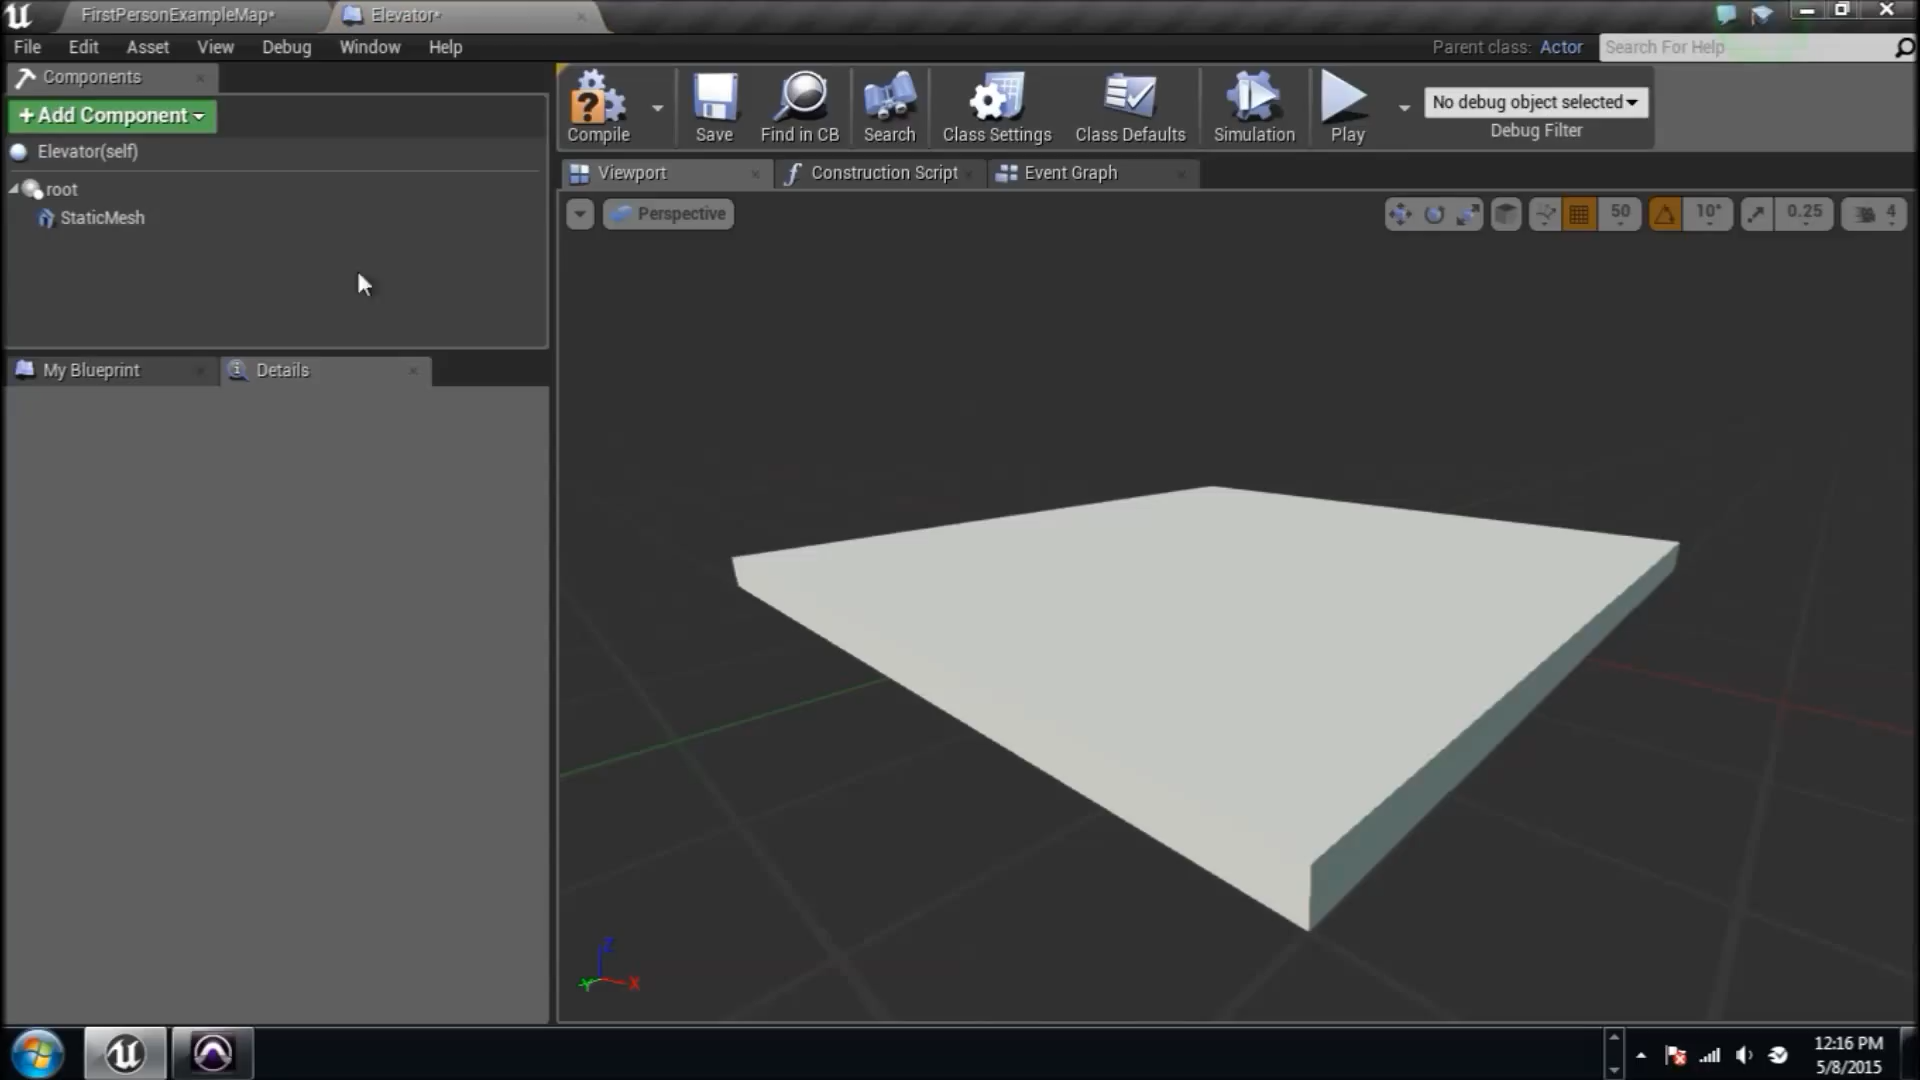 FirstPersonExampleMap*
Elevator*
File Edit Asset View Debug Window Help
Parent class: Actor
Search For Help
Components
+ Add Component
Elevator(self)
root
StaticMesh
Compile Save Find in CB Search Class Settings Class Defaults Simulation Play
No debug object selected
Debug Filter
Viewport Construction Script Event Graph
Perspective
50 10° 0.25 4
My Blueprint Details
Z
Y X
12:16 PM
5/8/2015